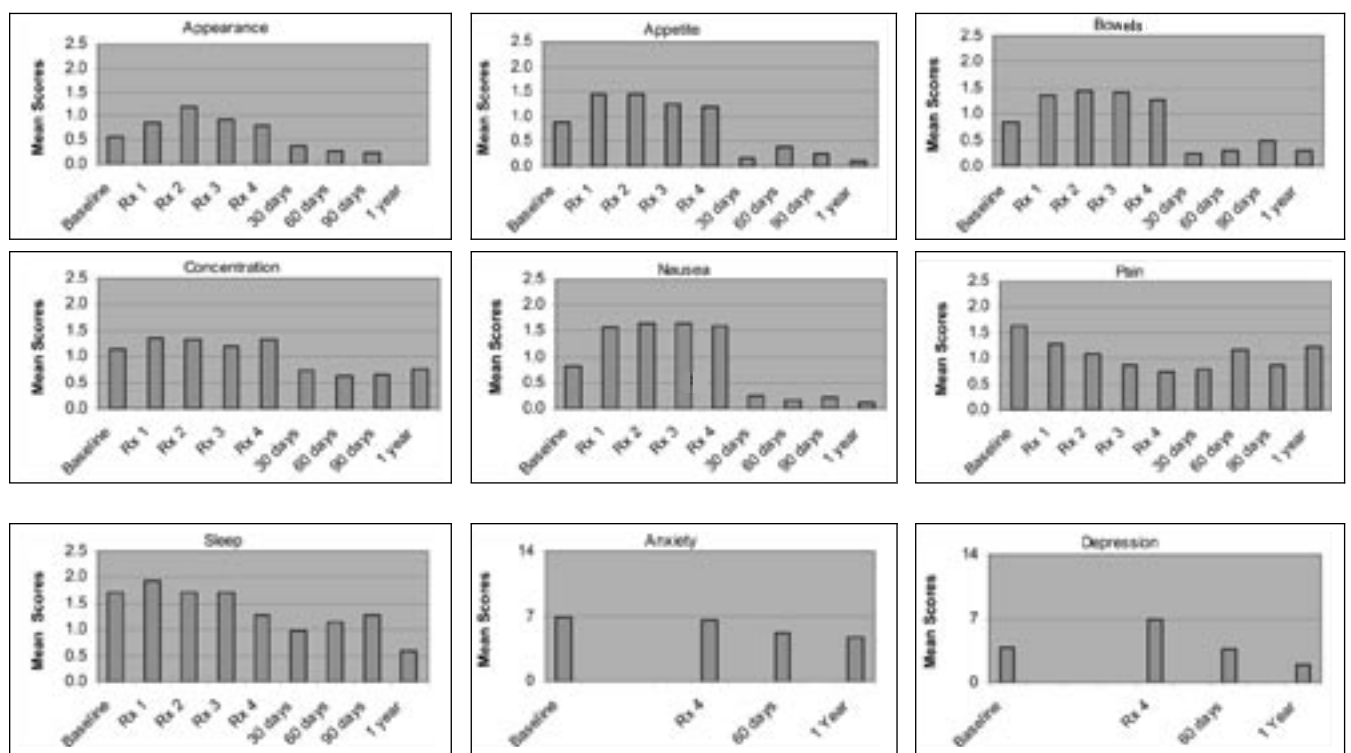 Appearance
Mean Scores
2.5
2.0
1.5
1.0
0.5
0.0
Baseline
Rx 1
Rx 2
Rx 3
Rx 4
30 days
60 days
90 days
1 year
Appetite
Mean Scores
2.5
2.0
1.5
1.0
0.5
0.0
Baseline
Rx 1
Rx 2
Rx 3
Rx 4
30 days
60 days
90 days
1 year
Bowels
Mean Scores
2.5
2.0
1.5
1.0
0.5
0.0
Baseline
Rx 1
Rx 2
Rx 3
Rx 4
30 days
60 days
90 days
1 year
Concentration
Mean Scores
2.5
2.0
1.5
1.0
0.5
0.0
Baseline
Rx 1
Rx 2
Rx 3
Rx 4
30 days
60 days
90 days
1 year
Nausea
Mean Scores
2.5
2.0
1.5
1.0
0.5
0.0
Baseline
Rx 1
Rx 2
Rx 3
Rx 4
30 days
60 days
90 days
1 year
Pain
Mean Scores
2.5
2.0
1.5
1.0
0.5
0.0
Baseline
Rx 1
Rx 2
Rx 3
Rx 4
30 days
60 days
90 days
1 year
Sleep
Mean Scores
2.5
2.0
1.5
1.0
0.5
0.0
Baseline
Rx 1
Rx 2
Rx 3
Rx 4
30 days
60 days
90 days
1 year
Anxiety
Mean Scores
14
7
0
Baseline
Rx 4
60 days
1 Year
Depression
Mean Scores
14
7
0
Baseline
Rx 4
60 days
1 Year